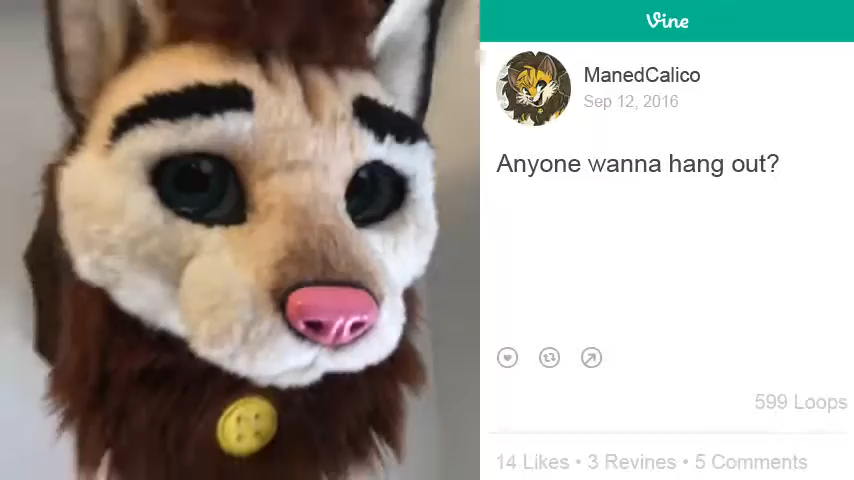 Vine
ManedCalico
Sep 12, 2016
Anyone wanna hang out?
599 Loops
14 Likes • 3 Revines • 5 Comments